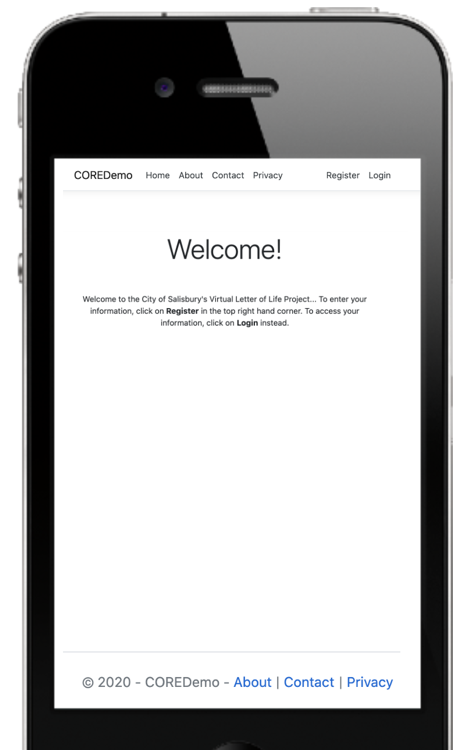 COREDemo Home About Contact Privacy Register Login
Welcome!
Welcome to the City of Salisbury's Virtual Letter of Life Project... To enter your
information, click on Register in the top right hand corner. To access your
information, click on Login instead.
© 2020 - COREDemo - About | Contact | Privacy